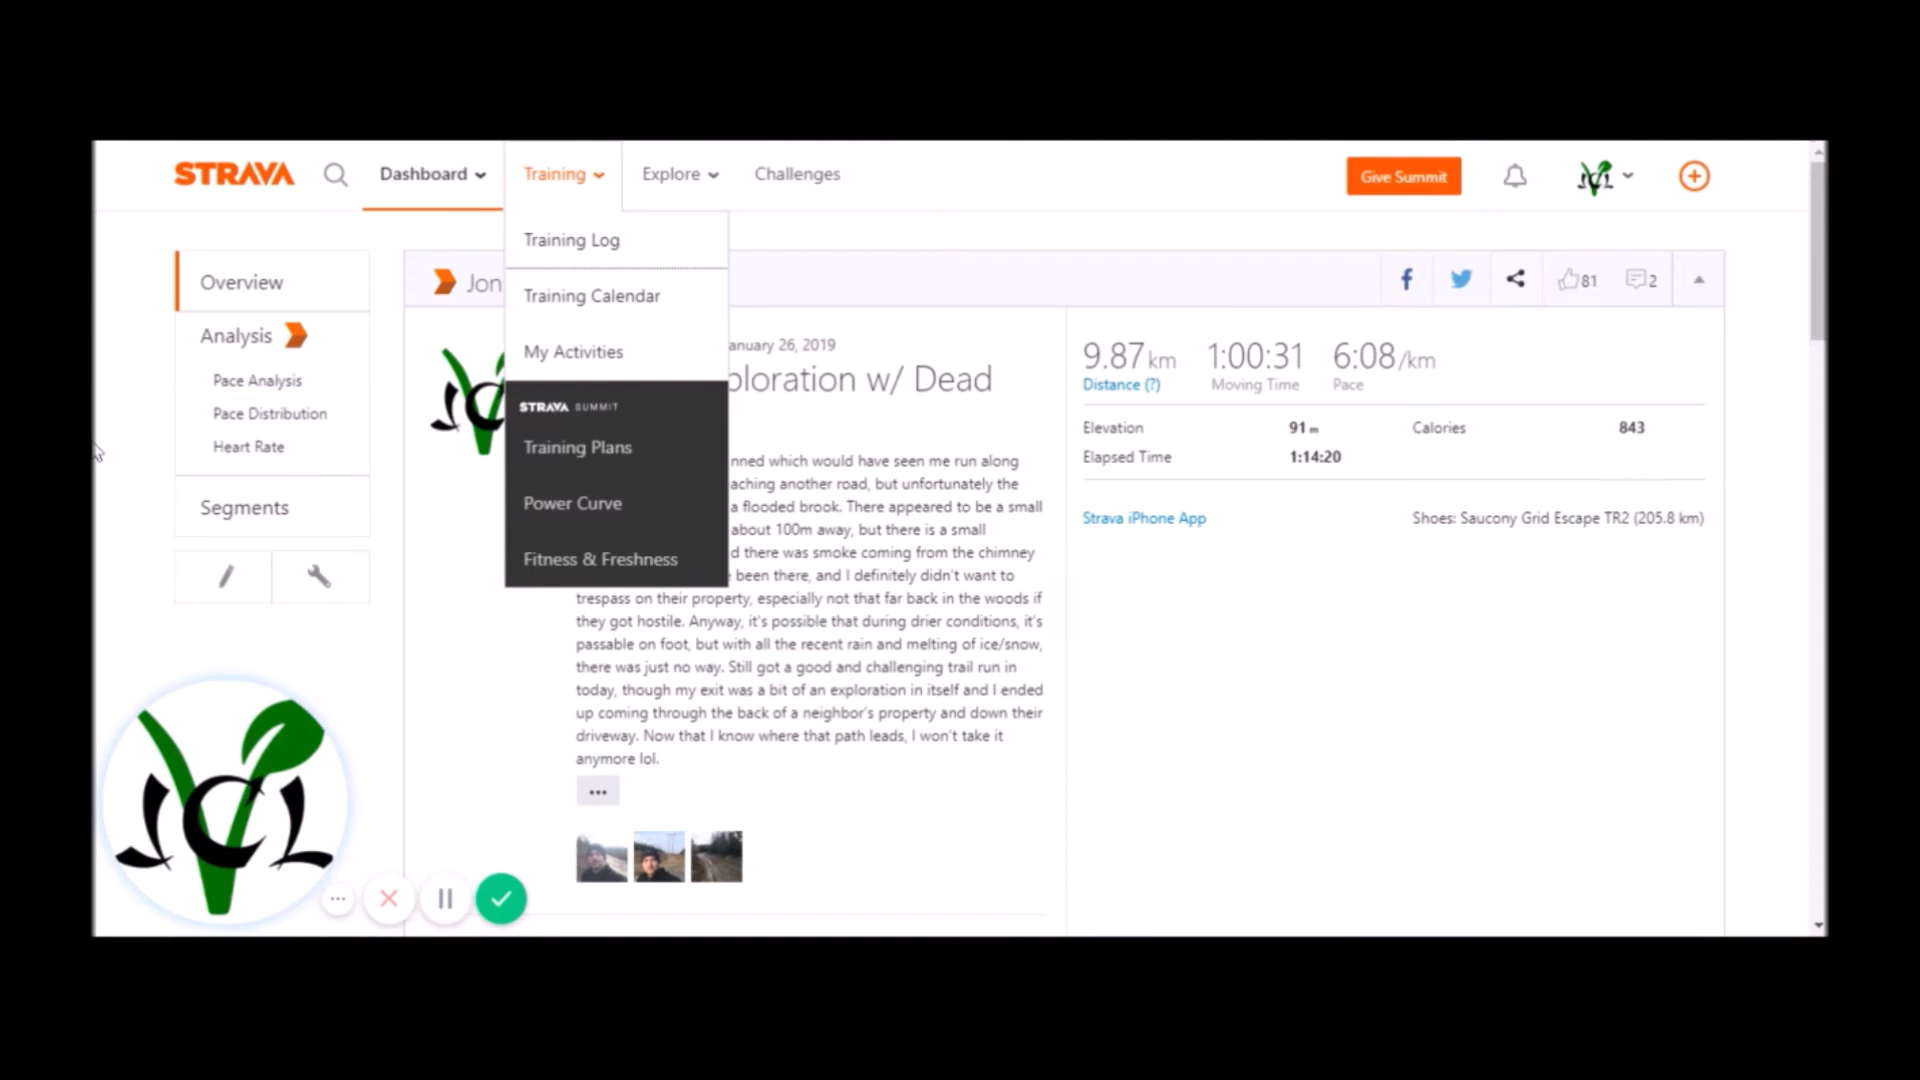 STRAVA
Dashboard
Training
Explore
Challenges
Give Summit
Training Log
Training Calendar
My Activities
STRAVA SUMMIT
Training Plans
Power Curve
Fitness & Freshness
Overview
Analysis
Pace Analysis
Pace Distribution
Heart Rate
Segments
Jon
81
2
anuary 26, 2019
ploration w/ Dead
nned which would have seen me run along
aching another road, but unfortunately the
a flooded brook. There appeared to be a small
about 100m away, but there is a small
d there was smoke coming from the chimney
been there, and I definitely didn't want to
trespass on their property, especially not that far back in the woods if
they got hostile. Anyway, it's possible that during drier conditions, it's
passable on foot, but with all the recent rain and melting of ice/snow,
there was just no way. Still got a good and challenging trail run in
today, though my exit was a bit of an exploration in itself and I ended
up coming through the back of a neighbor's property and down their
driveway. Now that I know where that path leads, I won't take it
anymore lol.
9.87 km 1:00:31 6:08/km
Distance (?) Moving Time Pace
Elevation 91 m Calories 843
Elapsed Time 1:14:20
Strava iPhone App Shoes: Saucony Grid Escape TR2 (205.8 km)
JCL